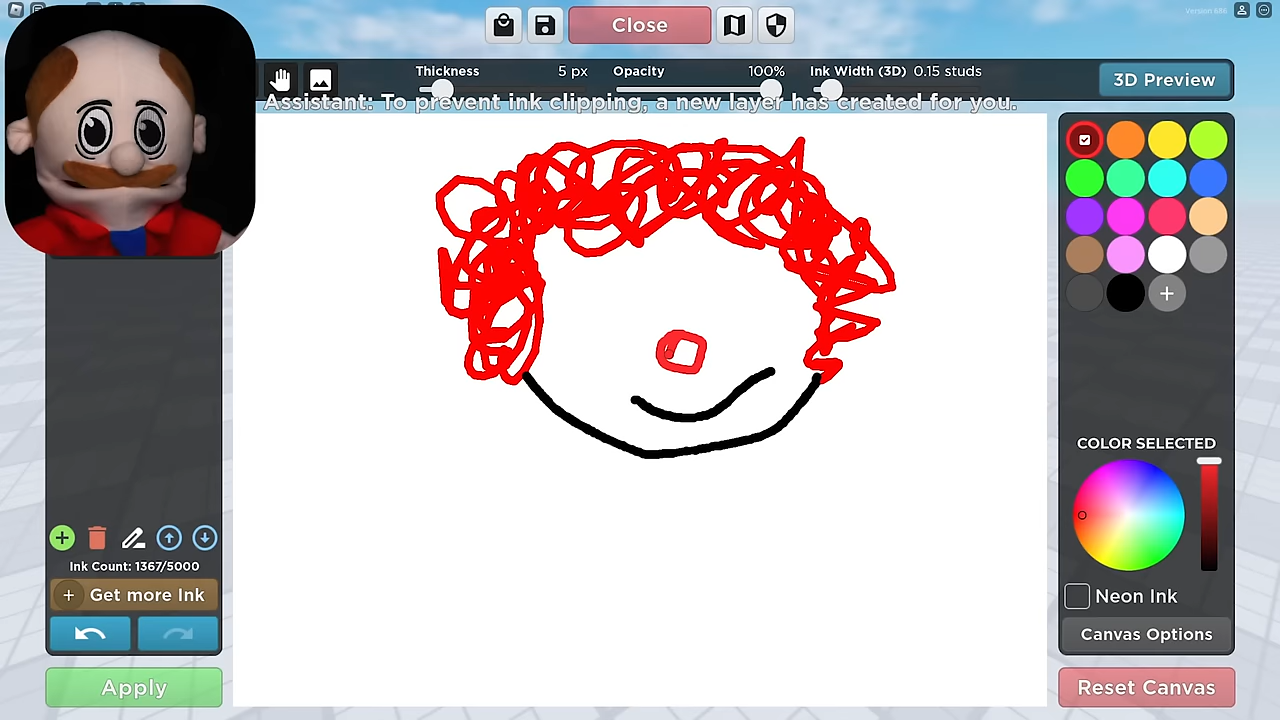 Version 686
Close
Thickness
5 px
Opacity
100%
Ink Width (3D)
0.15 studs
3D Preview
Assistant: To prevent ink clipping, a new layer has created for you.
COLOR SELECTED
Ink Count: 1367/5000
+ Get more Ink
Neon Ink
Canvas Options
Apply
Reset Canvas